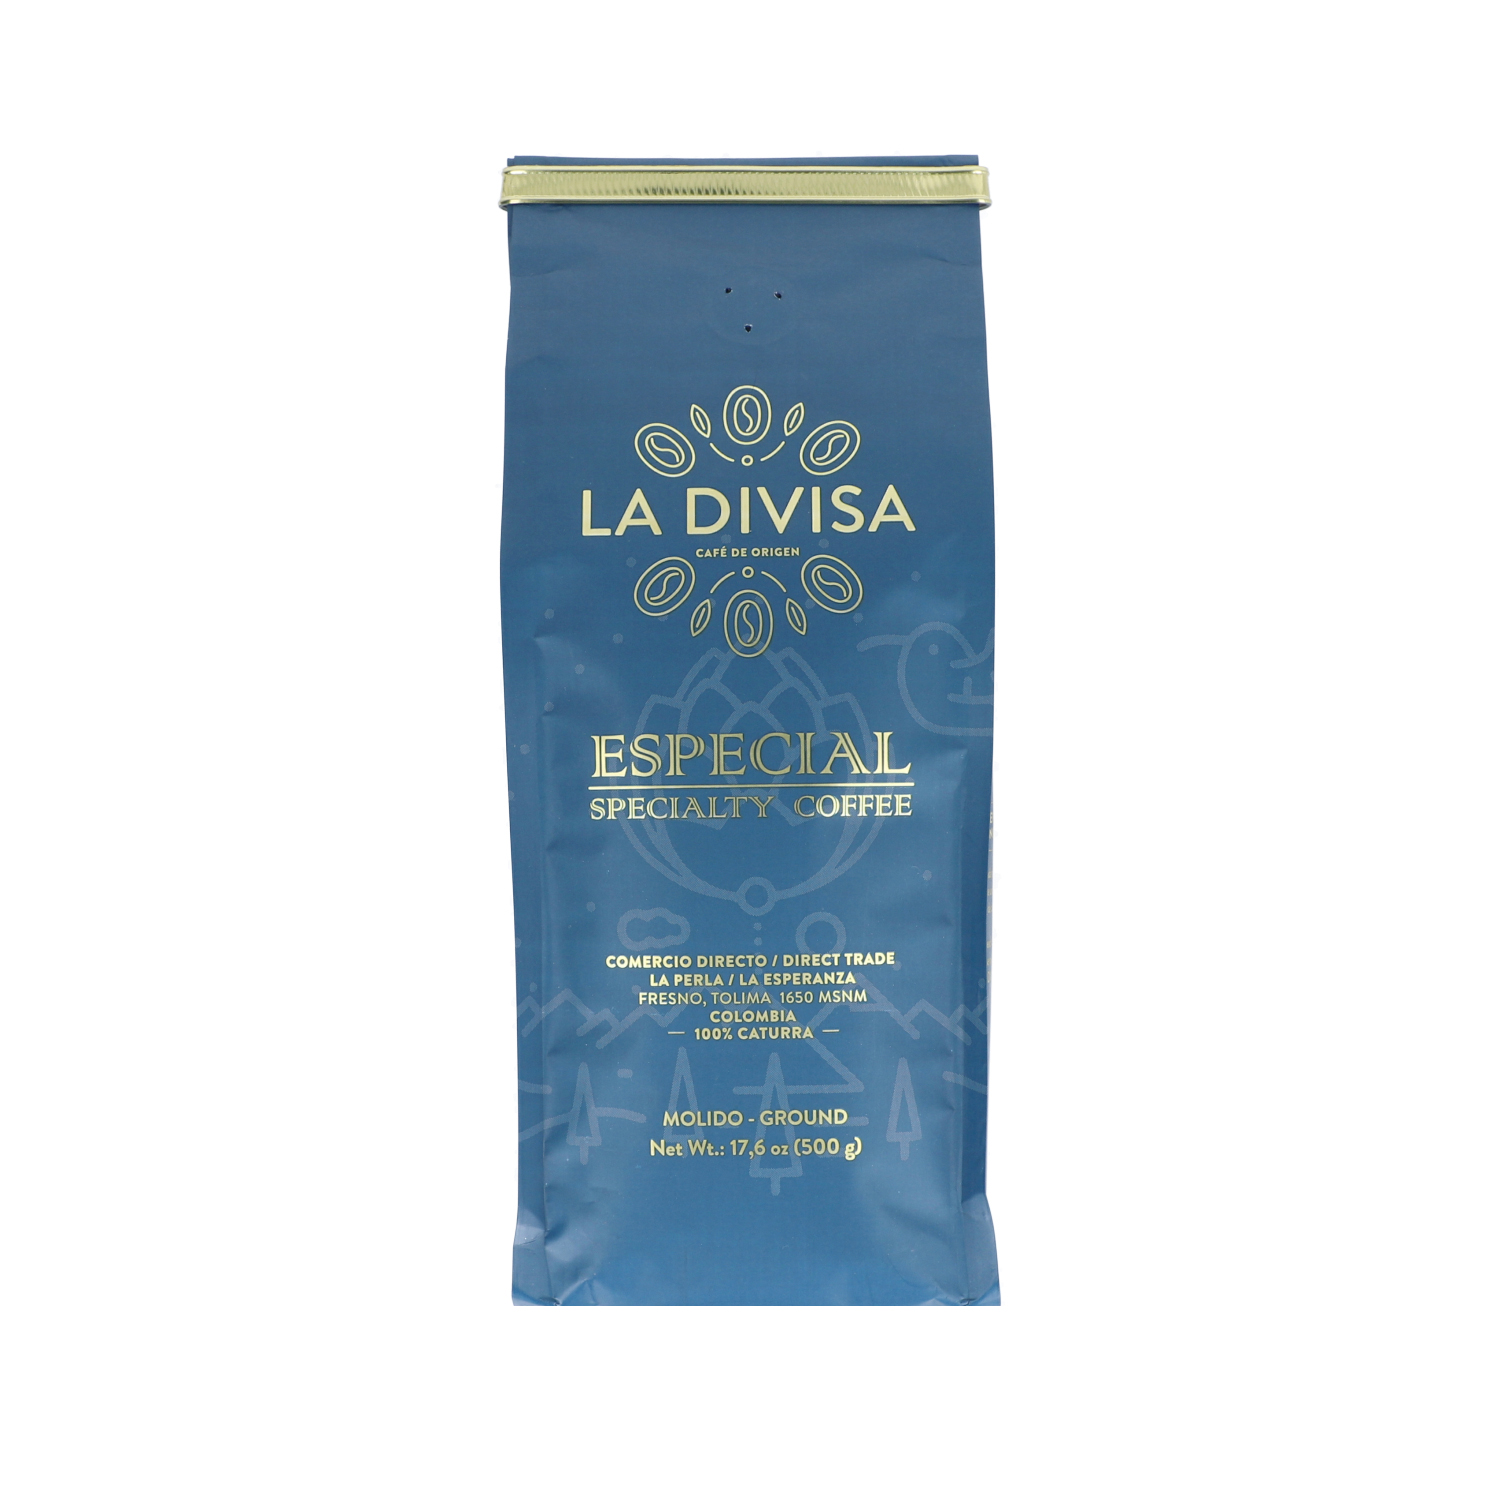 LA DIVISA
CAFÉ DE ORIGEN
ESPECIAL
SPECIALTY COFFEE
COMERCIO DIRECTO / DIRECT TRADE
LA PERLA / LA ESPERANZA
FRESNO, TOLIMA 1650 MSNM
COLOMBIA
— 100% CATURRA —
MOLIDO - GROUND
Net Wt.: 17,6 oz (500 g)